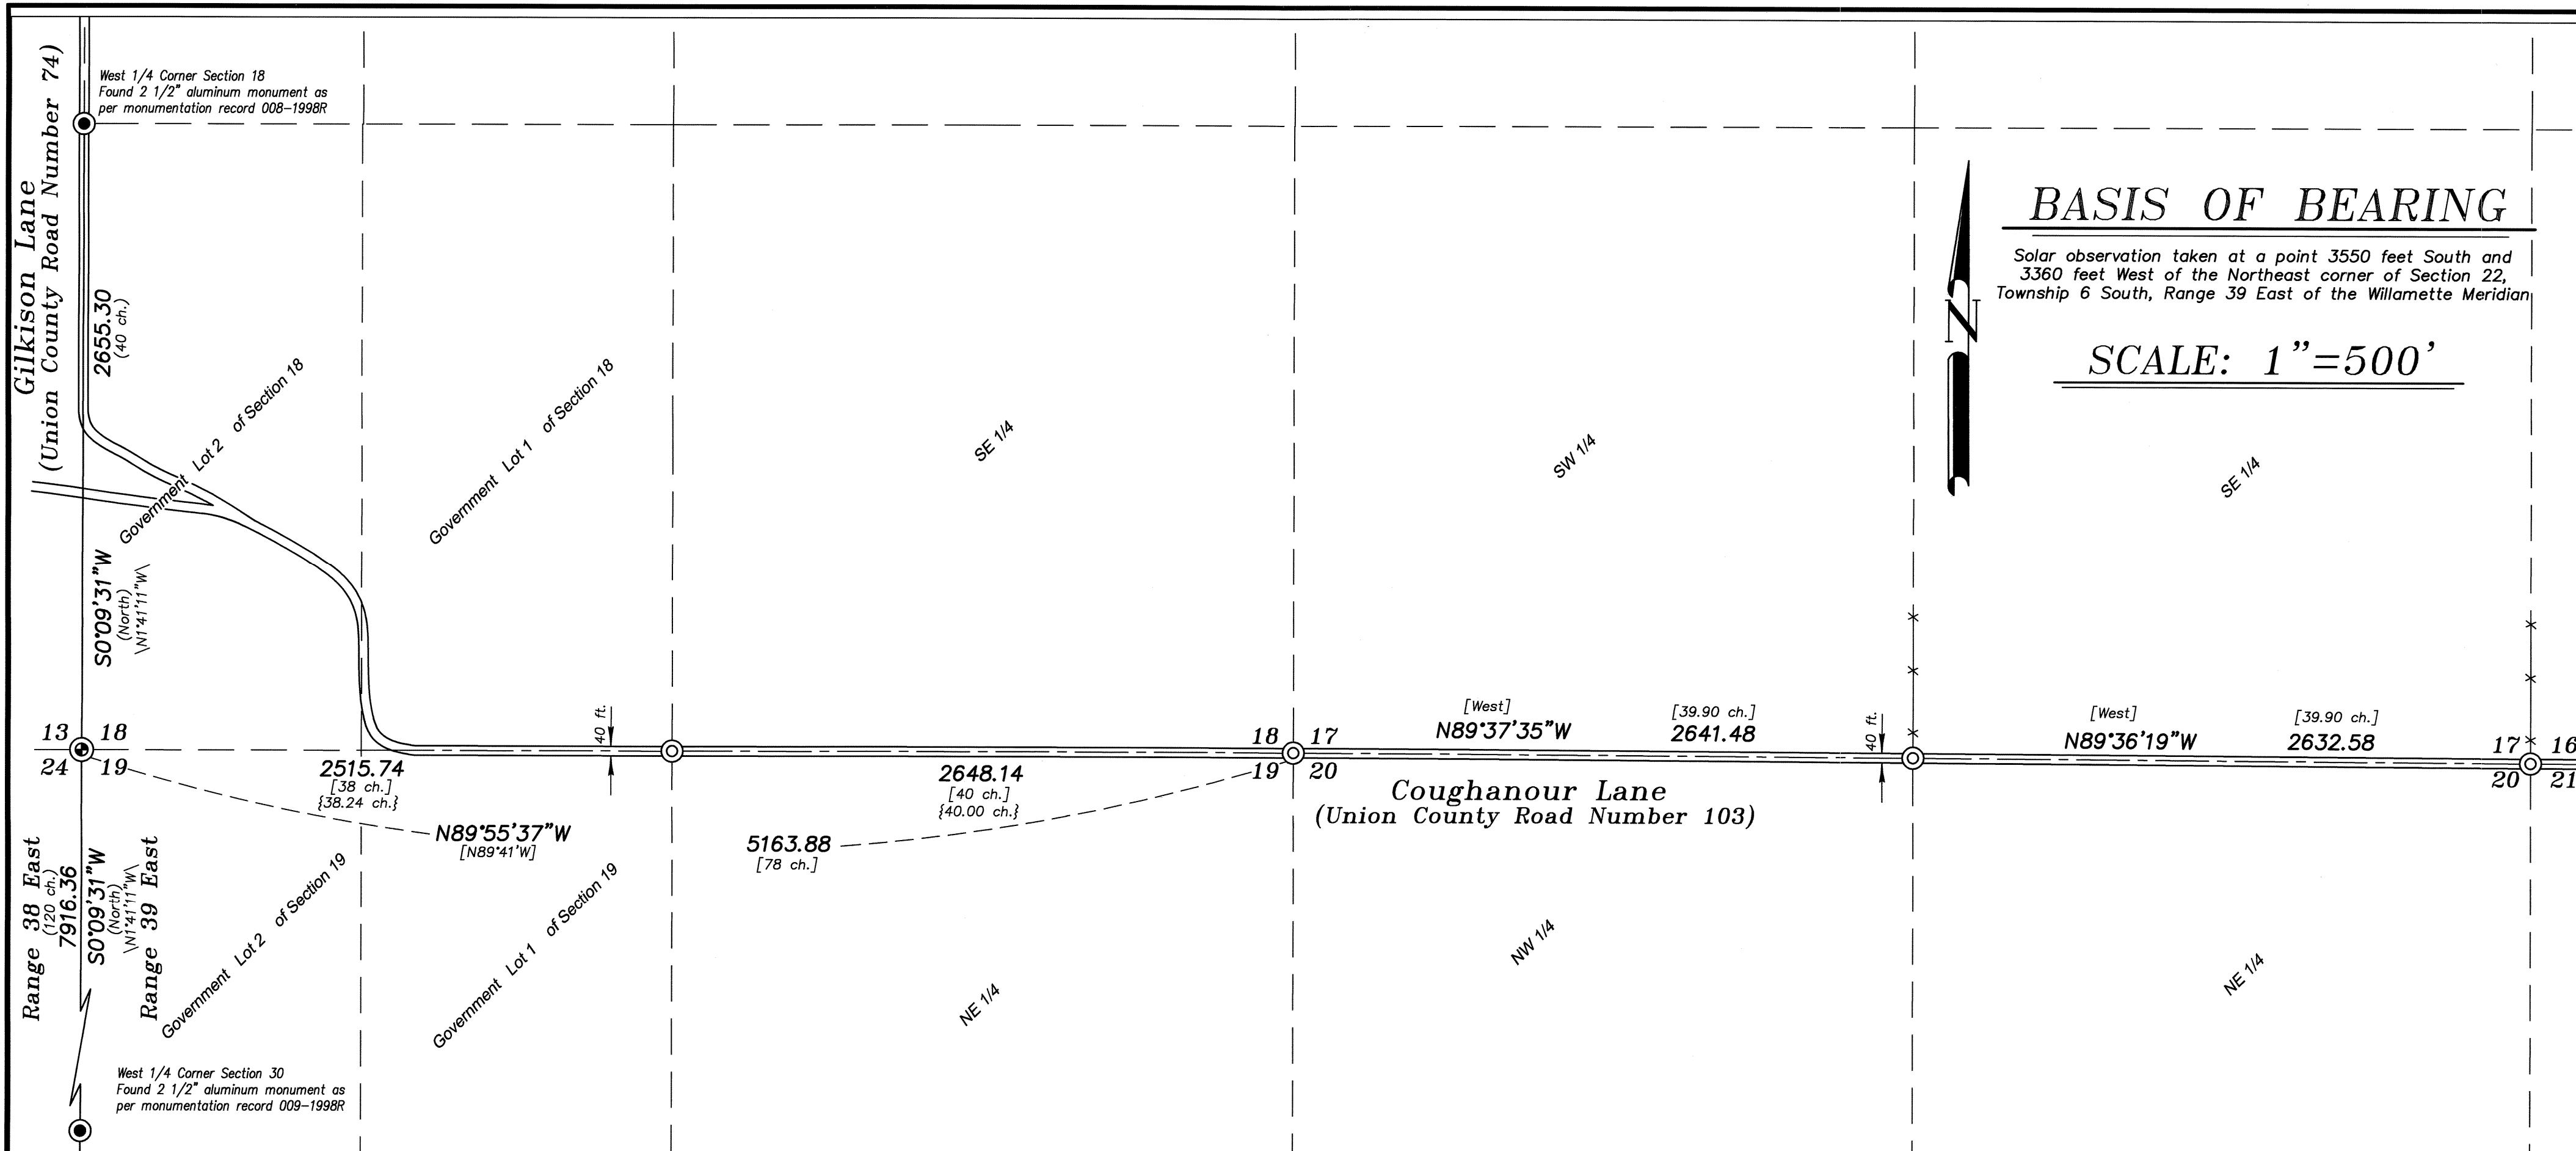 Gilkison Lane
(Union County Road Number 74)
West 1/4 Corner Section 18
Found 2 1/2" aluminum monument as
per monumentation record 008-1998R
2655.30
(40 ch.)
Government Lot 2 of Section 18
Government Lot 1 of Section 18
SE 1/4
SW 1/4
SE 1/4
BASIS OF BEARING
Solar observation taken at a point 3550 feet South and
3360 feet West of the Northeast corner of Section 22,
Township 6 South, Range 39 East of the Willamette Meridian
N
SCALE: 1"=500'
S0°09'31"W
(North)
\N1°41'11"W\
13 18
24 19
40 ft.
2515.74
[38 ch.]
{38.24 ch.}
N89°55'37"W
[N89°41'W]
2648.14
[40 ch.]
{40.00 ch.}
5163.88
[78 ch.]
18 17
19 20
[West]
N89°37'35"W
[39.90 ch.]
2641.48
40 ft.
Coughanour Lane
(Union County Road Number 103)
[West]
N89°36'19"W
[39.90 ch.]
2632.58
17 16
20 21
Range 38 East
(120 ch.)
7916.36
S0°09'31"W
(North)
\N1°41'11"W\
Range 39 East
Government Lot 2 of Section 19
Government Lot 1 of Section 19
NE 1/4
NW 1/4
NE 1/4
West 1/4 Corner Section 30
Found 2 1/2" aluminum monument as
per monumentation record 009-1998R